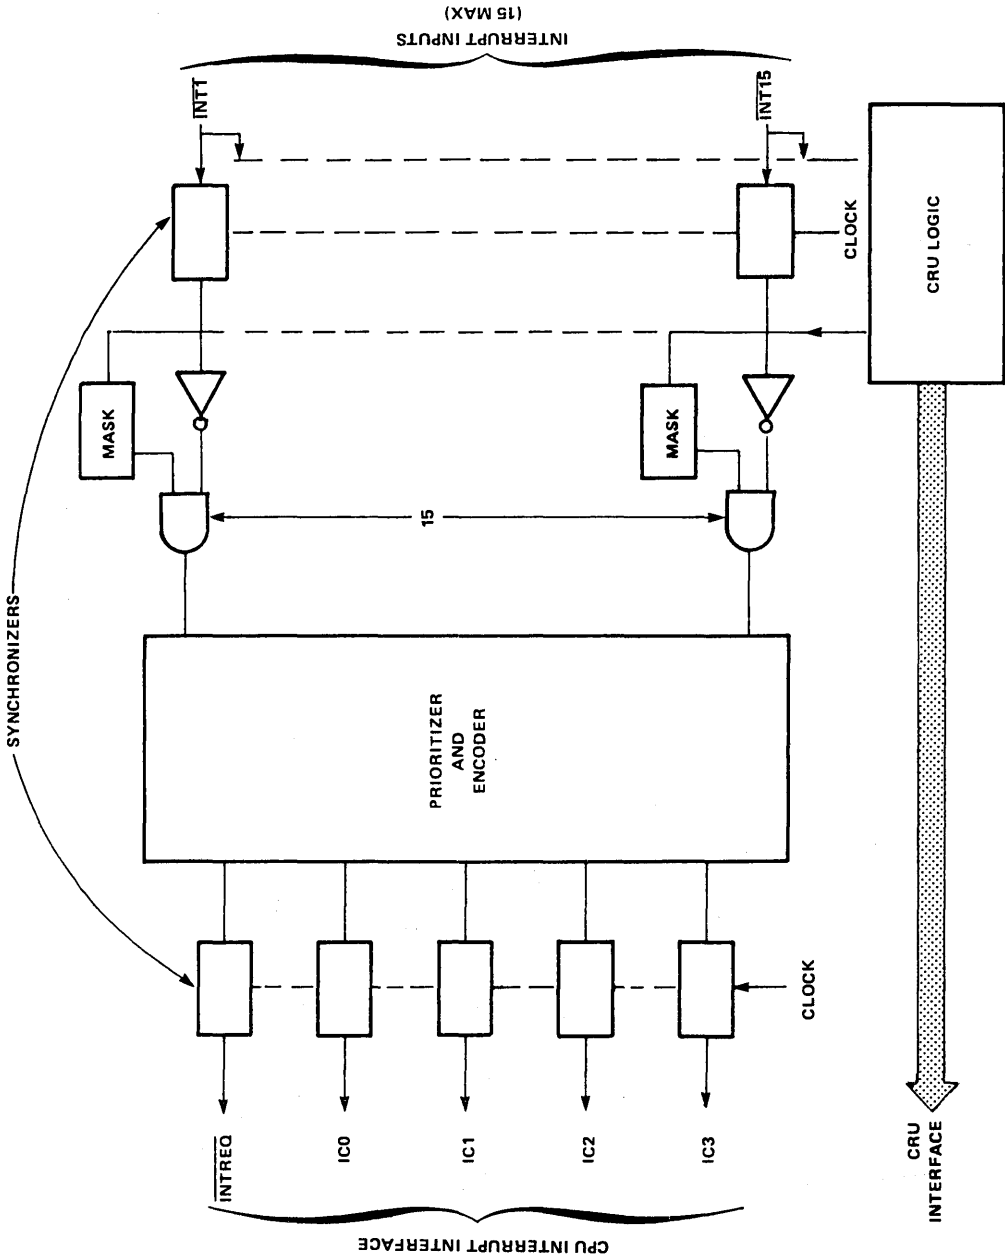 INTERRUPT INPUTS
(15 MAX)
INT1
INT15
SYNCHRONIZERS
MASK
MASK
15
CLOCK
CRU LOGIC
PRIORITIZER
AND
ENCODER
CLOCK
INTREQ
IC0
IC1
IC2
IC3
CPU INTERRUPT INTERFACE
CRU
INTERFACE